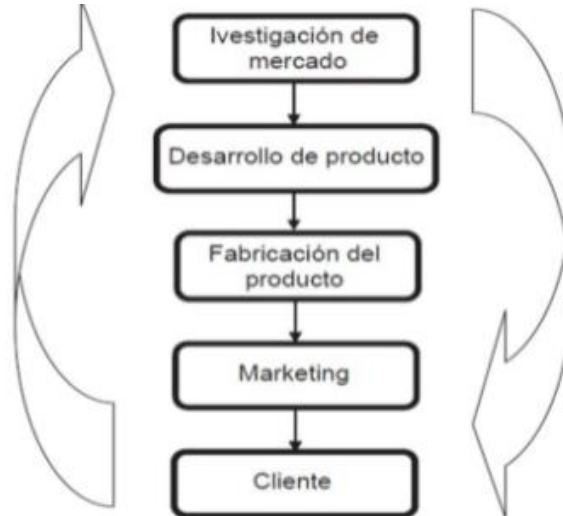 Ivestigación de
mercado
Desarrollo de producto
Fabricación del
producto
Marketing
Cliente